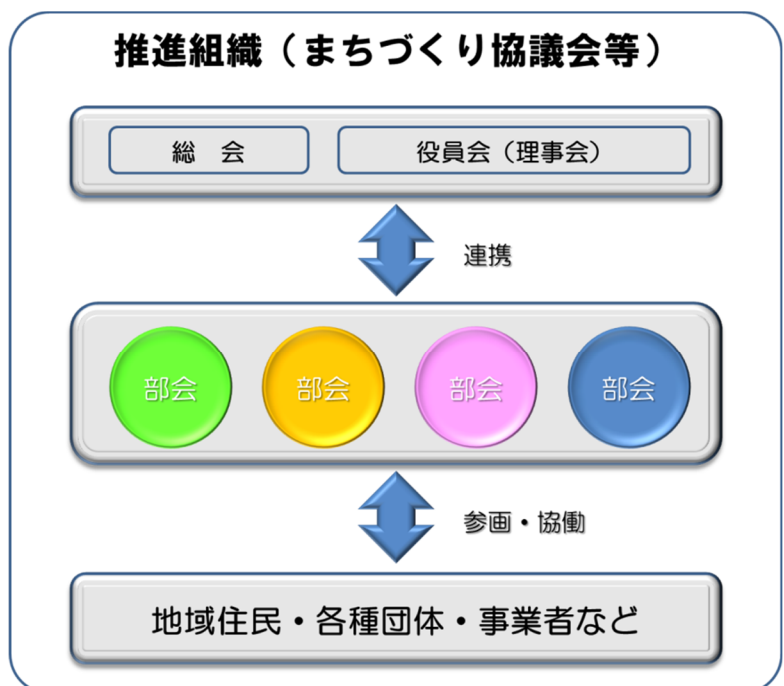 推進組織（まちづくり協議会等）
総　会
役員会（理事会）
連携
部会
部会
部会
部会
参画・協働
地域住民・各種団体・事業者など